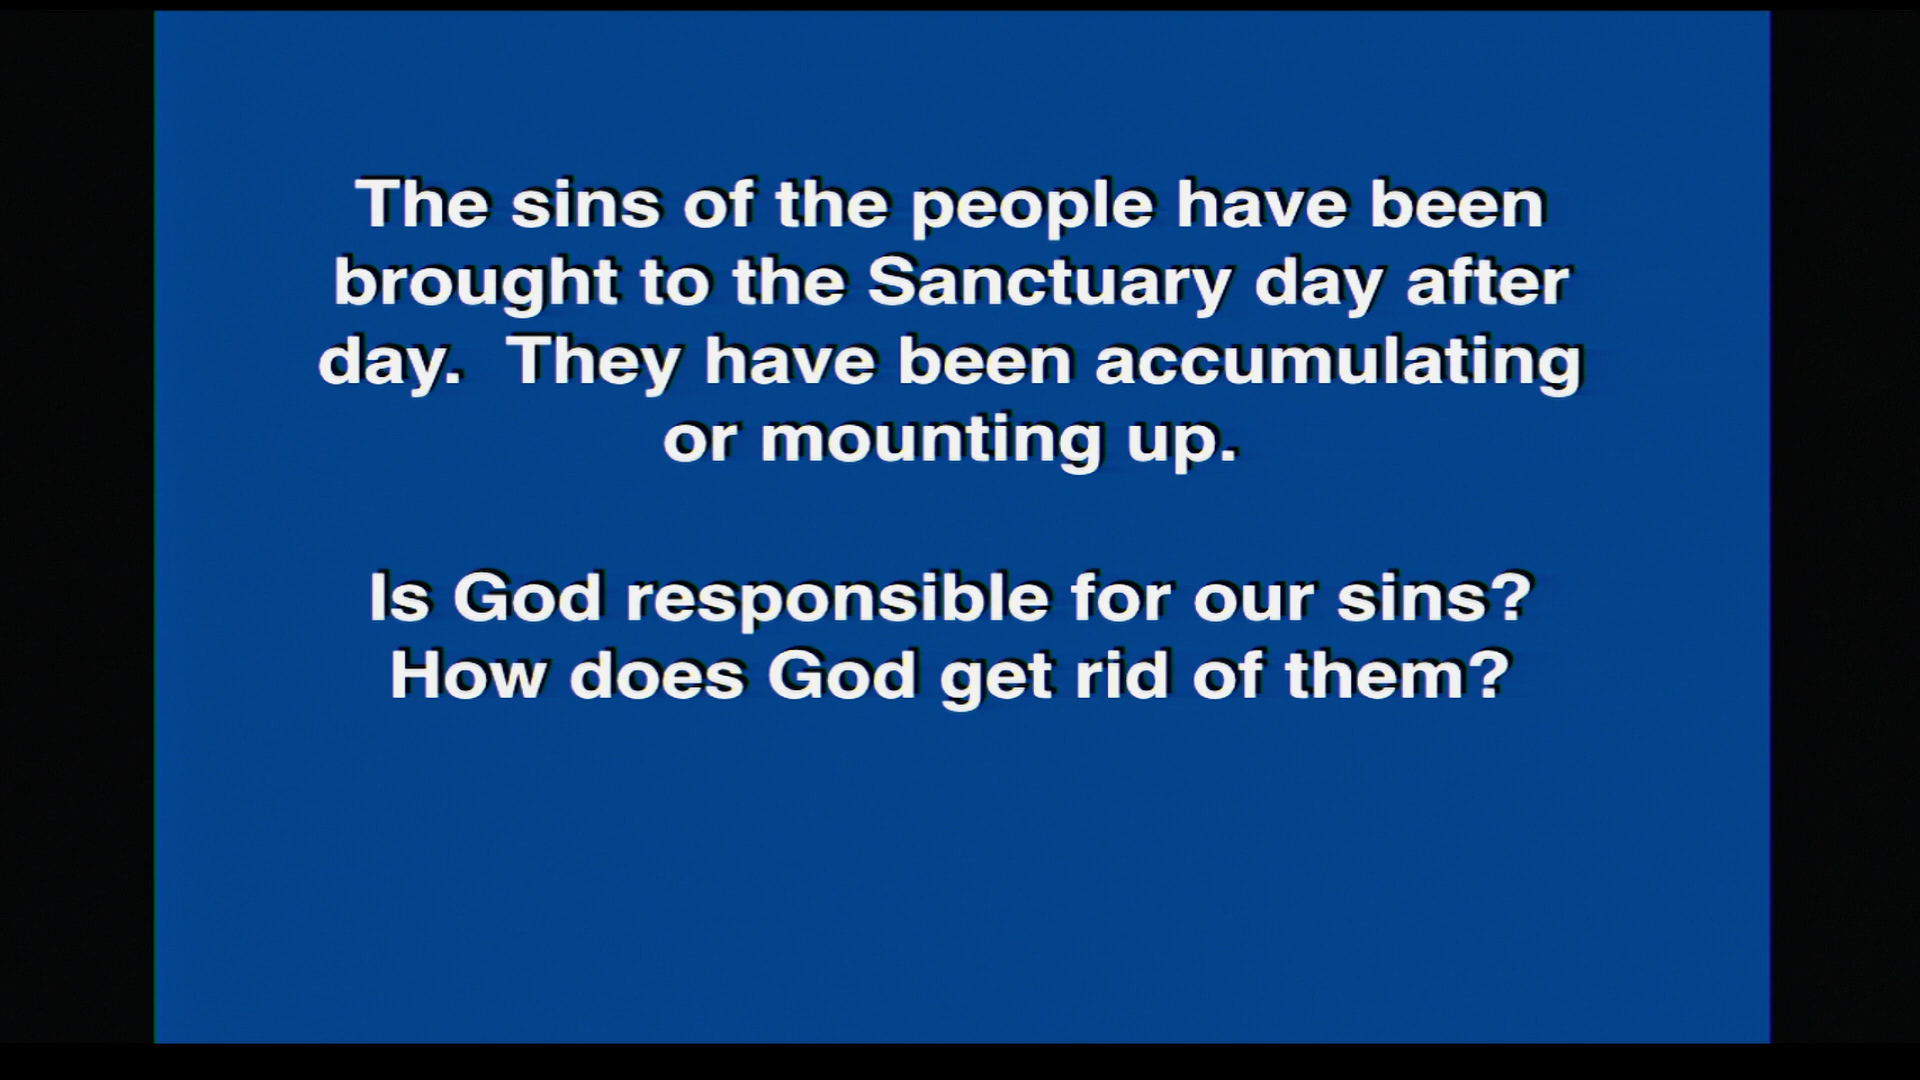 The sins of the people have been
brought to the Sanctuary day after
day.  They have been accumulating
or mounting up.
Is God responsible for our sins?
How does God get rid of them?